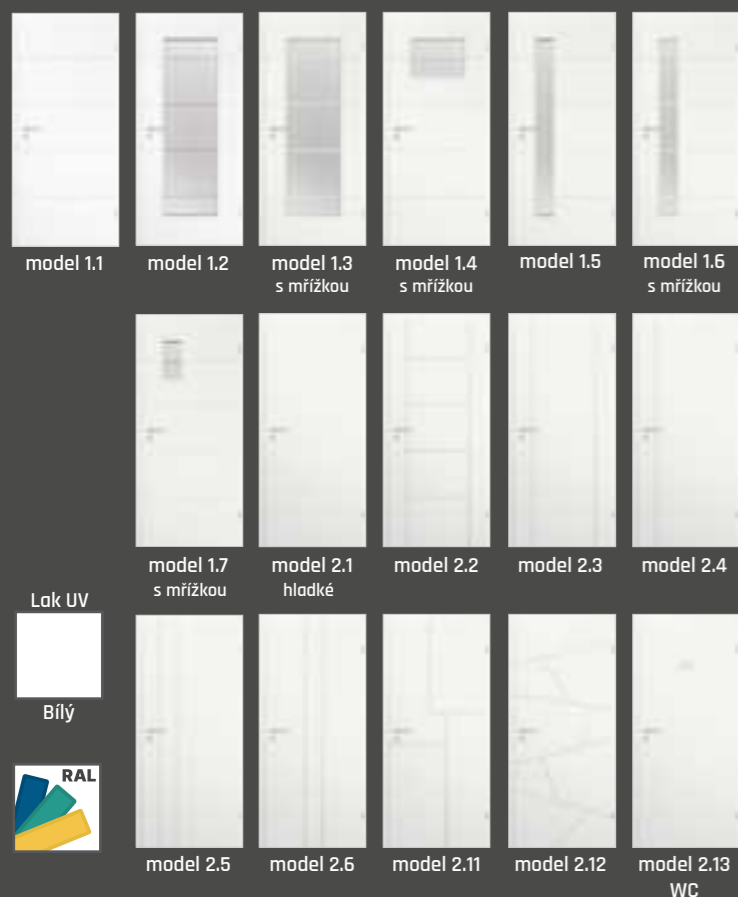 model 1.1
model 1.2
model 1.3
s mřížkou
model 1.4
s mřížkou
model 1.5
model 1.6
s mřížkou
model 1.7
s mřížkou
model 2.1
hladké
model 2.2
model 2.3
model 2.4
Lak UV
Bílý
RAL
model 2.5
model 2.6
model 2.11
model 2.12
model 2.13
WC